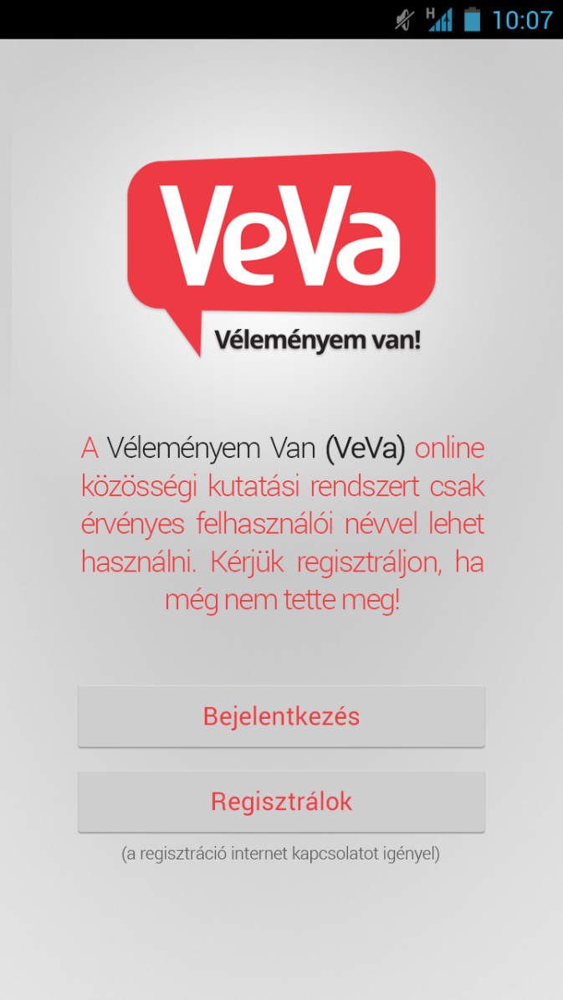 H 10:07
VeVa
Véleményem van!
A Véleményem Van (VeVa) online
közösségi kutatási rendszert csak
érvényes felhasználói névvel lehet
használni. Kérjük regisztráljon, ha
még nem tette meg!
Bejelentkezés
Regisztrálok
(a regisztráció internet kapcsolatot igényel)